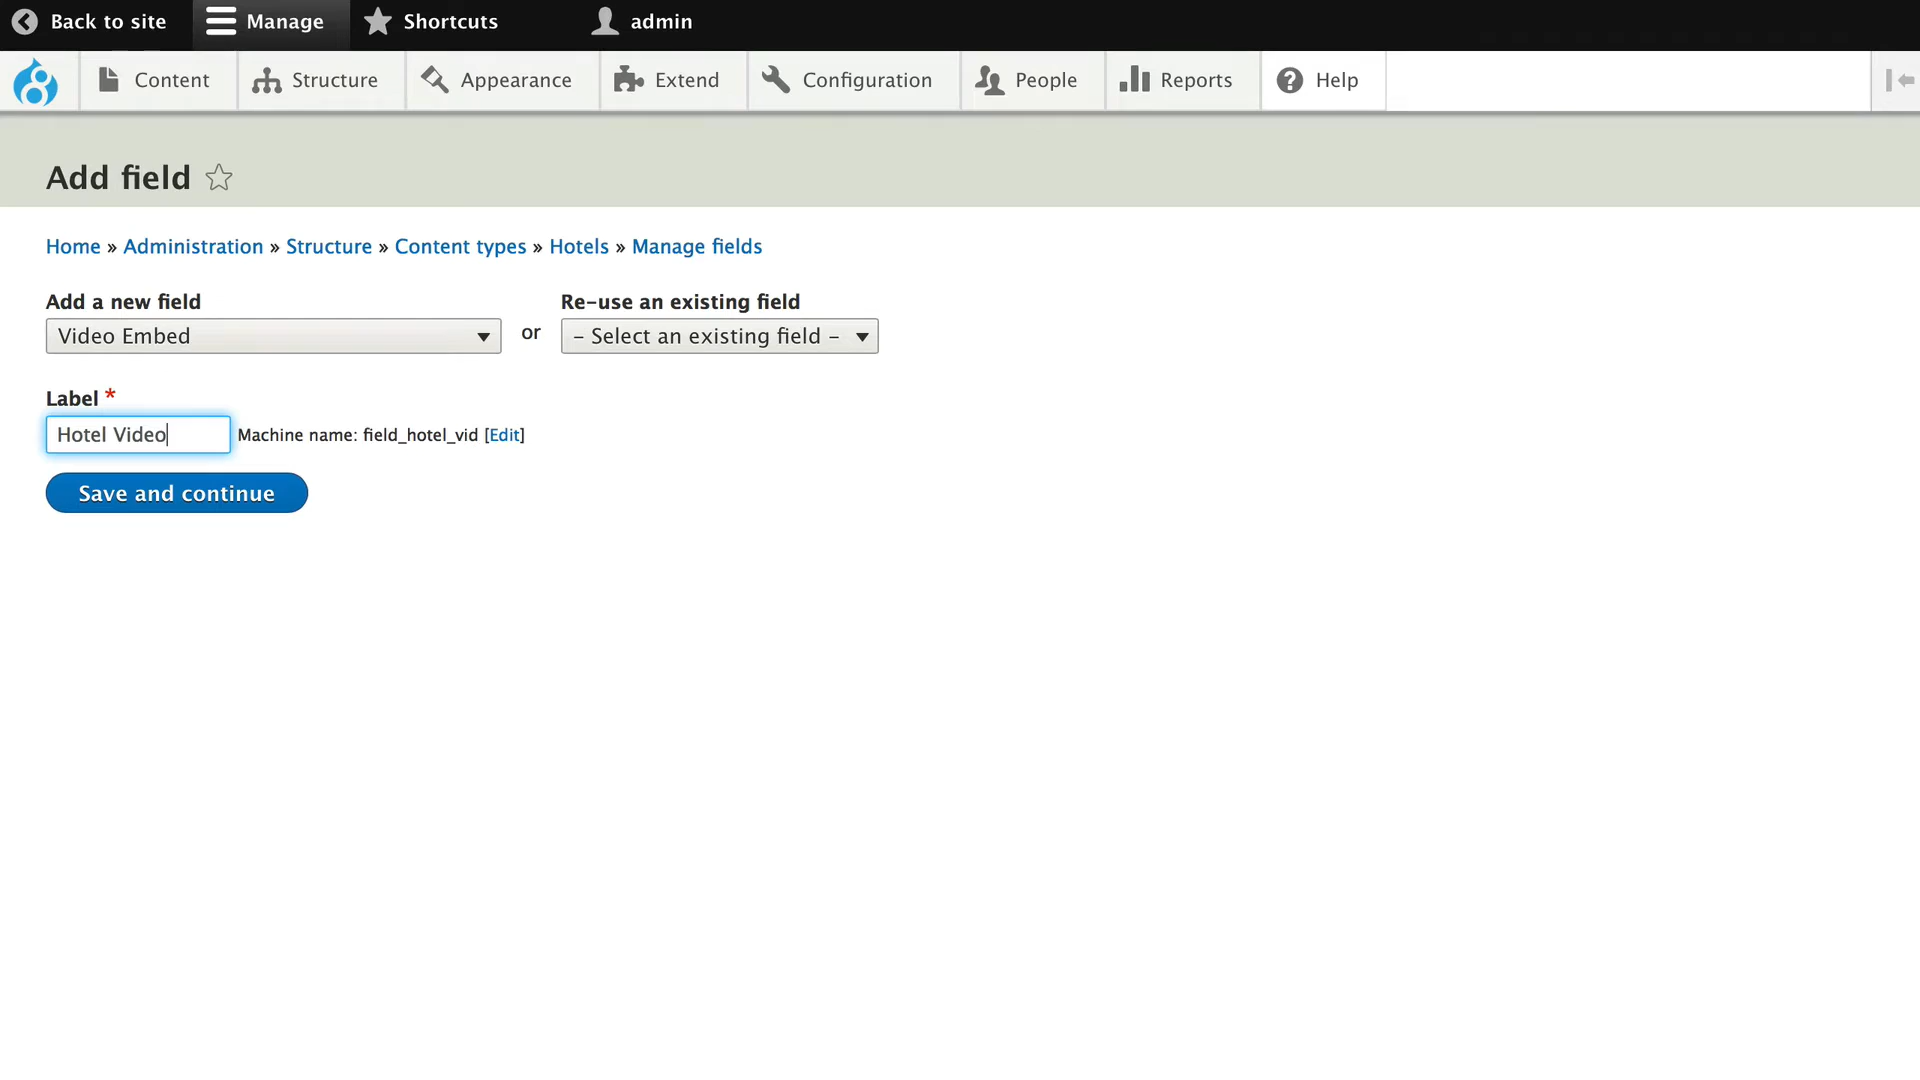 Back to site Manage Shortcuts admin
Content Structure Appearance Extend Configuration People Reports Help
Add field
Home » Administration » Structure » Content types » Hotels » Manage fields
Add a new field Re-use an existing field
Video Embed or - Select an existing field -
Label *
Hotel Video Machine name: field_hotel_vid [Edit]
Save and continue